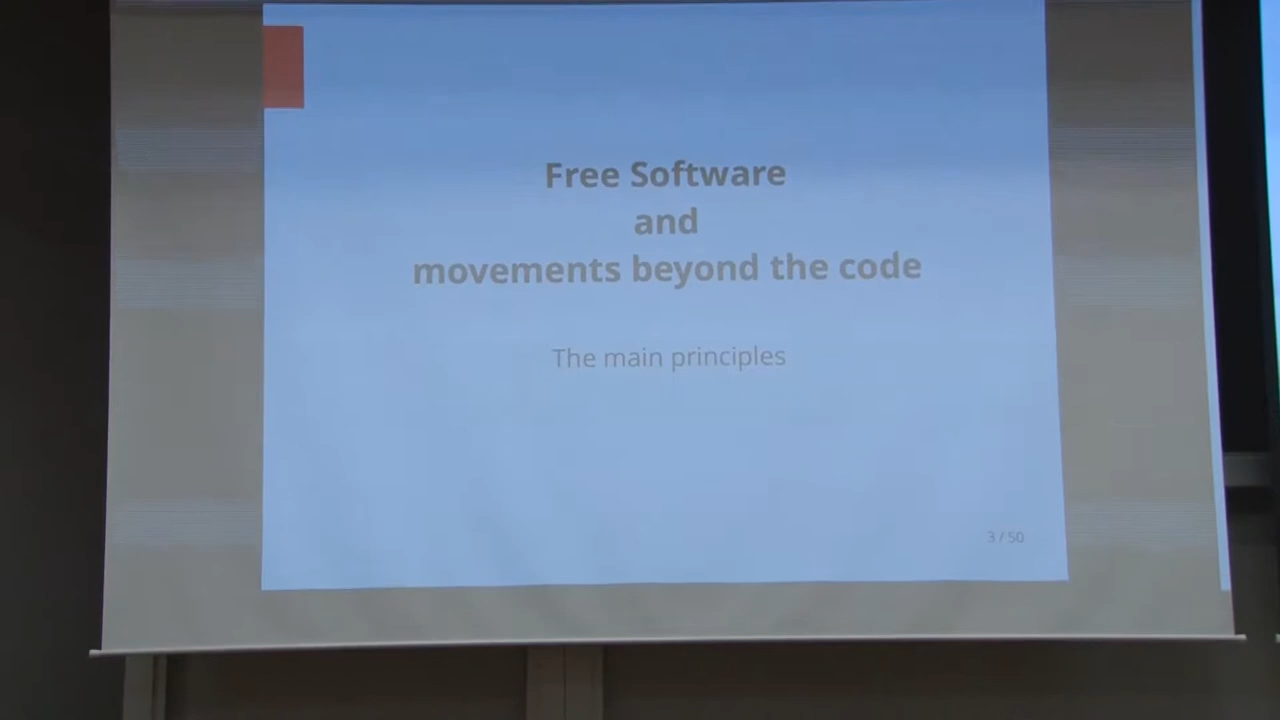 Free Software
and
movements beyond the code
The main principles
3 / 50